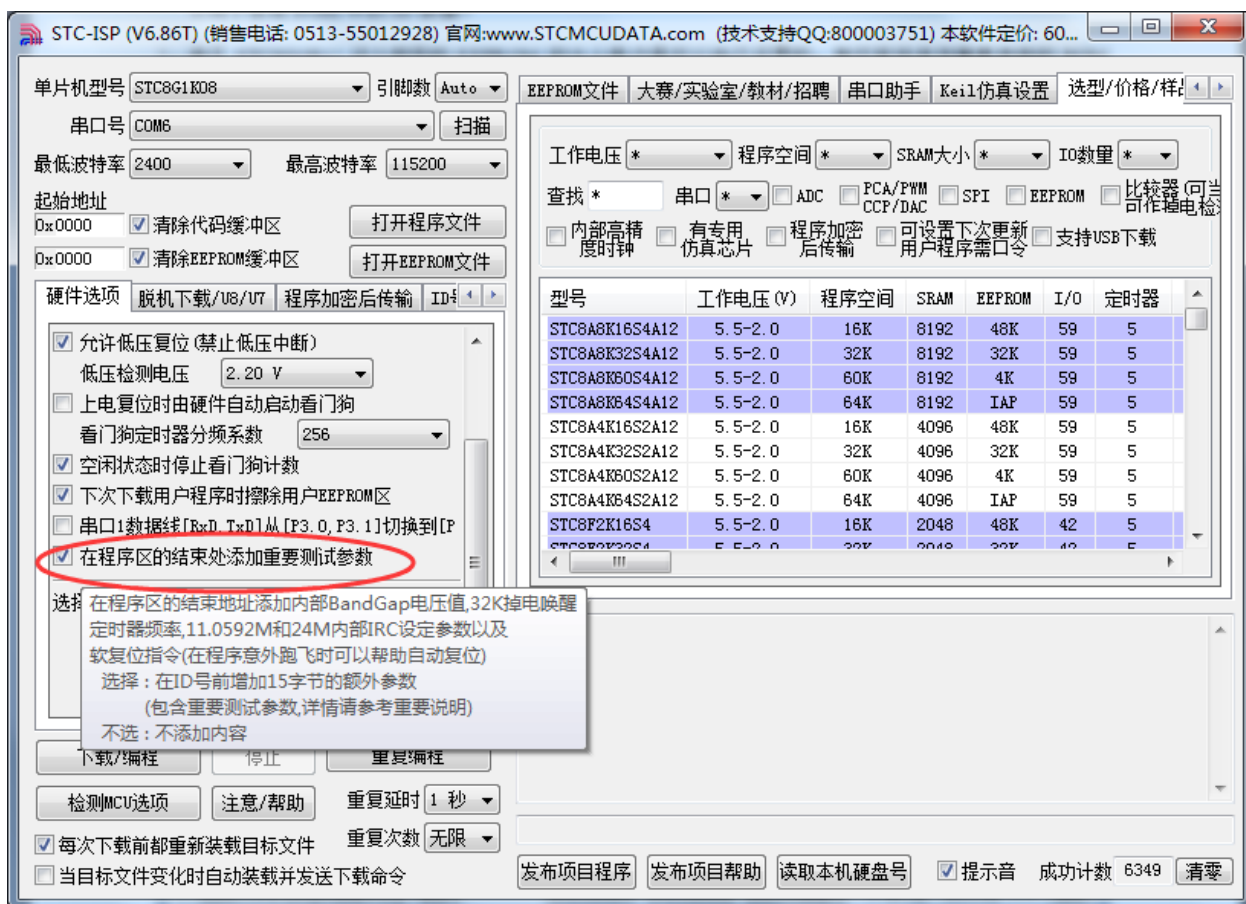 STC-ISP (V6.86T) (销售电话: 0513-55012928) 官网:www.STCMCUDATA.com (技术支持QQ:800003751) 本软件定价: 60...
单片机型号 STC8G1K08 引脚数 Auto
串口号 COM6 扫描
最低波特率 2400 最高波特率 115200
起始地址
0x0000 清除代码缓冲区 打开程序文件
0x0000 清除EEPROM缓冲区 打开EEPROM文件
硬件选项 脱机下载/U8/U7 程序加密后传输
允许低压复位(禁止低压中断)
低压检测电压 2.20 V
上电复位时由硬件自动启动看门狗
看门狗定时器分频系数 256
空闲状态时停止看门狗计数
下次下载用户程序时擦除用户EEPROM区
串口1数据线[RxD,TxD]从[P3.0,P3.1]切换到[P
在程序区的结束处添加重要测试参数
选择
在程序区的结束地址添加内部BandGap电压值,32K掉电唤醒
定时器频率,11.0592M和24M内部IRC设定参数以及
软复位指令(在程序意外跑飞时可以帮助自动复位)
选择：在ID号前增加15字节的额外参数
(包含重要测试参数,详情请参考重要说明)
不选：不添加内容
下载/编程 停止 重复编程
检测MCU选项 注意/帮助 重复延时 1 秒
每次下载前都重新装载目标文件 重复次数 无限
当目标文件变化时自动装载并发送下载命令
EEPROM文件 大赛/实验室/教材/招聘 串口助手 Keil仿真设置 选型/价格/样
工作电压 * 程序空间 * SRAM大小 * IO数量 *
查找 * 串口 * ADC PCA/PWM CCP/DAC SPI EEPROM 比较器(可当 可作掉电检
内部高精度时钟 有专用仿真芯片 程序加密后传输 可设置下次更新用户程序需口令 支持USB下载
型号 工作电压(V) 程序空间 SRAM EEPROM I/O 定时器
STC8A8K16S4A12 5.5-2.0 16K 8192 48K 59 5
STC8A8K32S4A12 5.5-2.0 32K 8192 32K 59 5
STC8A8K60S4A12 5.5-2.0 60K 8192 4K 59 5
STC8A8K64S4A12 5.5-2.0 64K 8192 IAP 59 5
STC8A4K16S2A12 5.5-2.0 16K 4096 48K 59 5
STC8A4K32S2A12 5.5-2.0 32K 4096 32K 59 5
STC8A4K60S2A12 5.5-2.0 60K 4096 4K 59 5
STC8A4K64S2A12 5.5-2.0 64K 4096 IAP 59 5
STC8F2K16S4 5.5-2.0 16K 2048 48K 42 5
STC8F2K32S4 5.5-2.0 32K 2048 32K 42 5
发布项目程序 发布项目帮助 读取本机硬盘号 提示音 成功计数 6349 清零